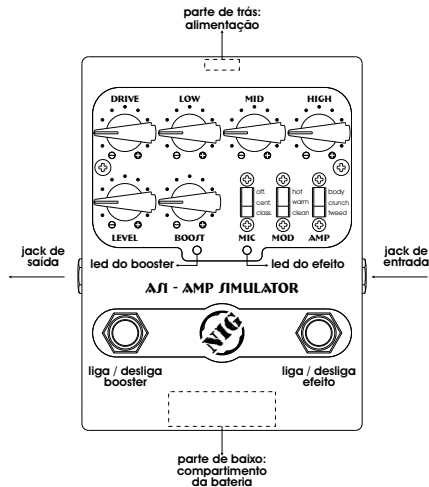 parte de trás:
alimentação
DRIVE LOW MID HIGH
off. hot body
cent. warm crunch
class. clean tweed
LEVEL BOOST MIC MOD AMP
jack de
saída
jack de
entrada
led do booster
led do efeito
AS1 - AMP SIMULATOR
NIG
liga / desliga
booster
liga / desliga
efeito
parte de baixo:
compartimento
da bateria